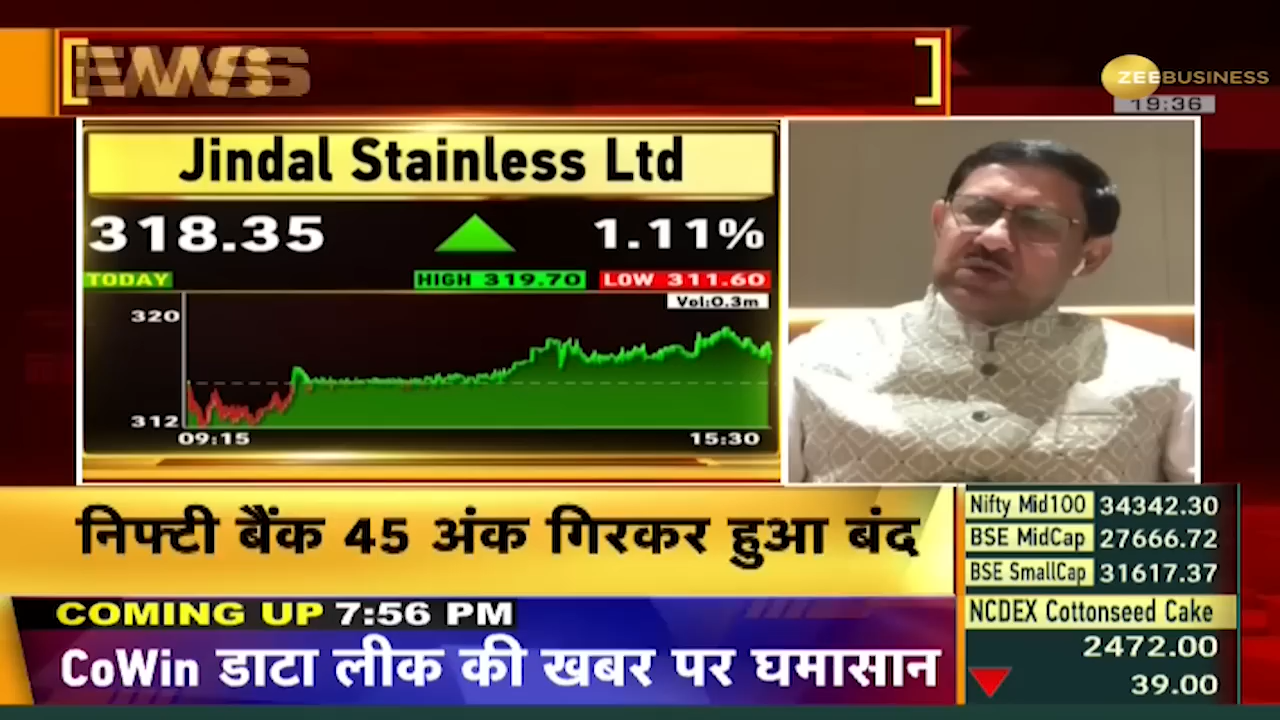 NEWS
ZEEBUSINESS
19:36
Jindal Stainless Ltd
318.35 1.11%
TODAY HIGH 319.70 LOW 311.60
Vol:0.3m
320
312
09:15 15:30
निफ्टी बैंक 45 अंक गिरकर हुआ बंद
COMING UP 7:56 PM
CoWin डाटा लीक की खबर पर घमासान
Nifty Mid100 34342.30
BSE MidCap 27666.72
BSE SmallCap 31617.37
NCDEX Cottonseed Cake
2472.00
39.00